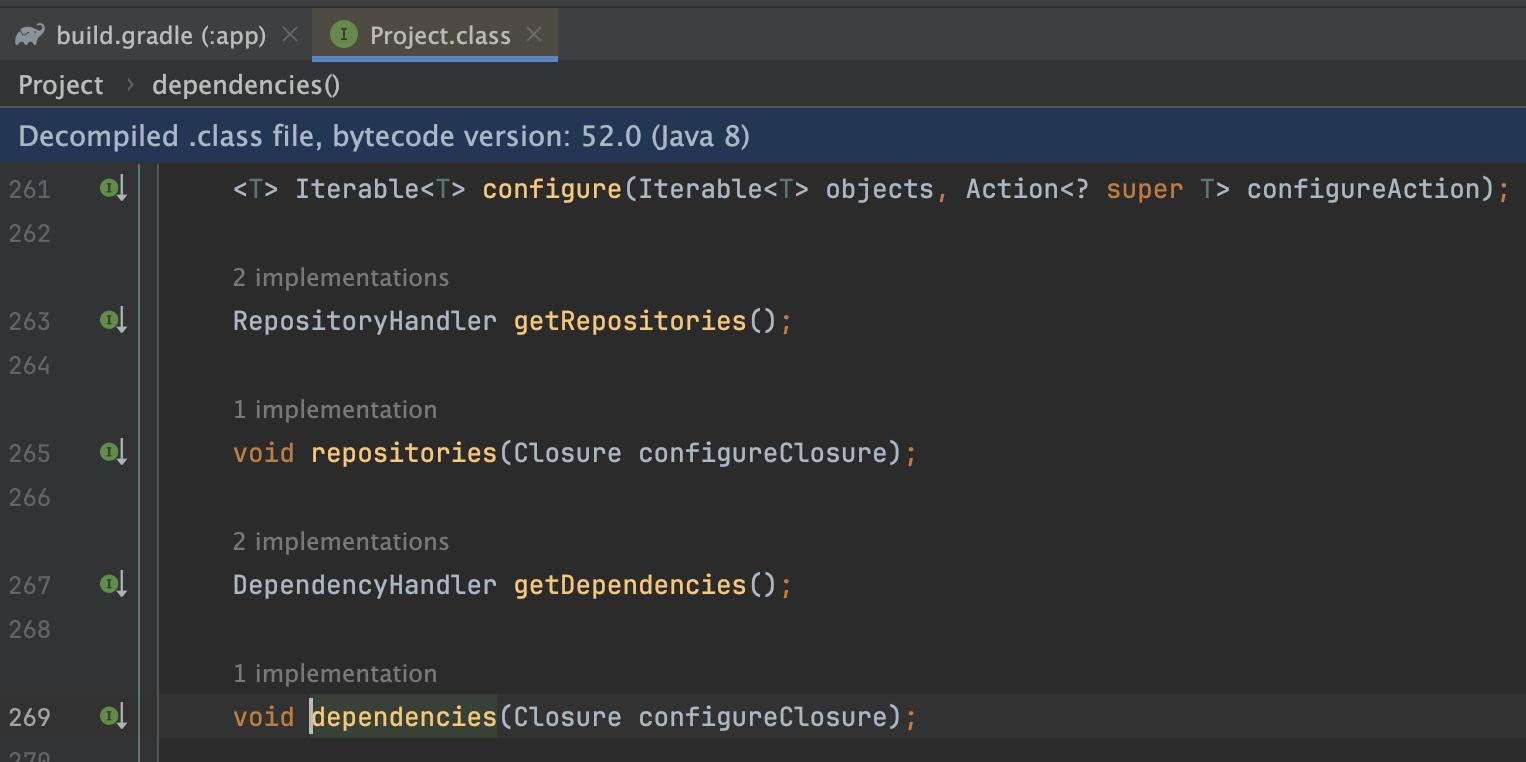 build.gradle (:app)
Project.class
Project › dependencies()
Decompiled .class file, bytecode version: 52.0 (Java 8)
261 <T> Iterable<T> configure(Iterable<T> objects, Action<? super T> configureAction);
262
2 implementations
263 RepositoryHandler getRepositories();
264
1 implementation
265 void repositories(Closure configureClosure);
266
2 implementations
267 DependencyHandler getDependencies();
268
1 implementation
269 void dependencies(Closure configureClosure);
270